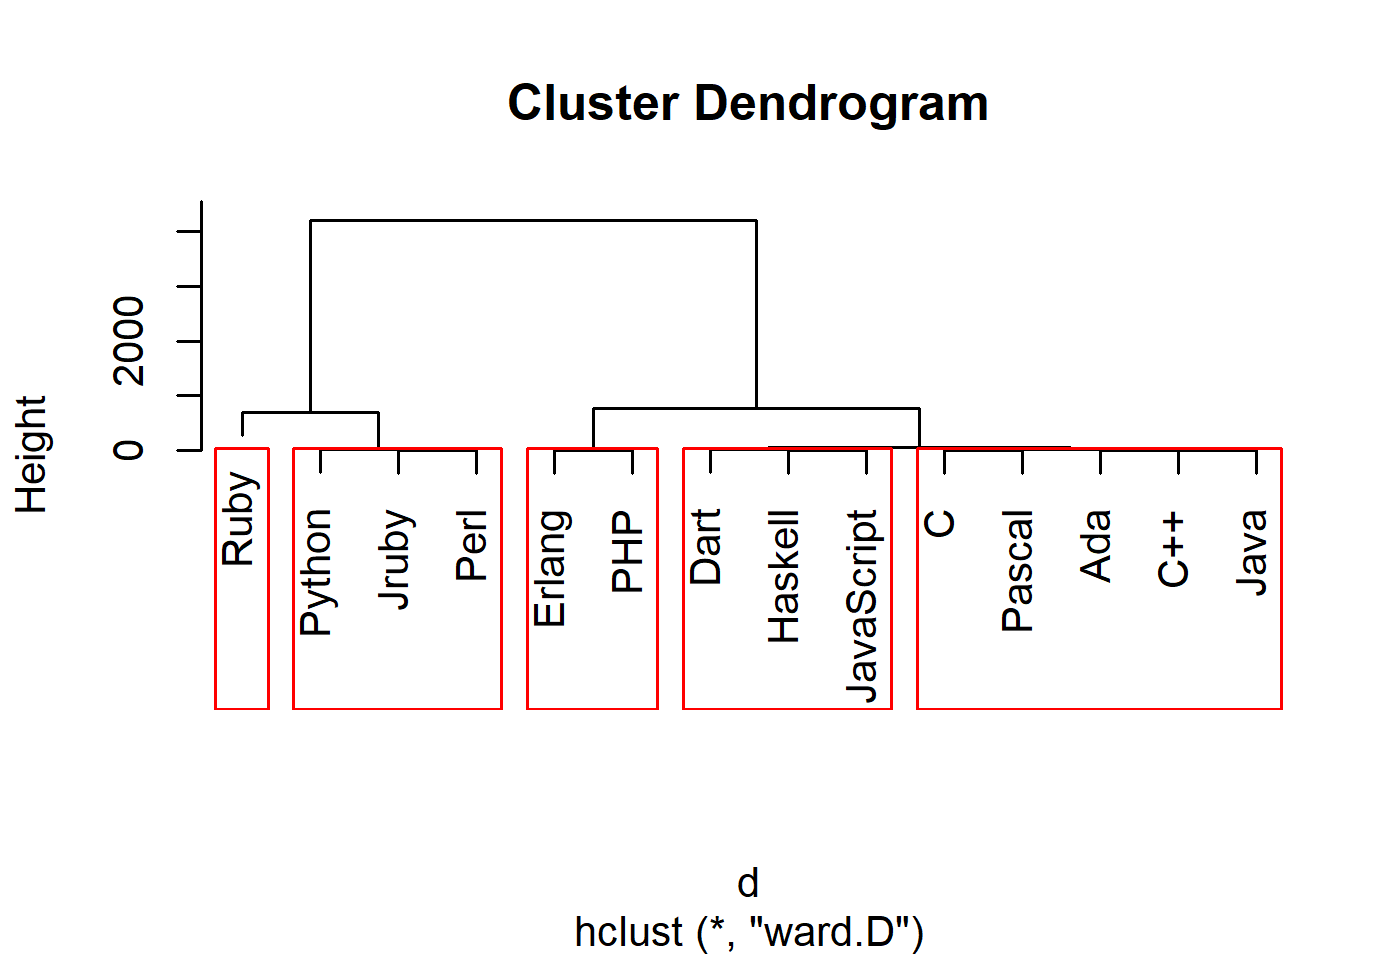 Cluster Dendrogram
Height
2000
0
Ruby
Python
Jruby
Perl
Erlang
PHP
Dart
Haskell
JavaScript
C
Pascal
Ada
C++
Java
d
hclust (*, "ward.D")